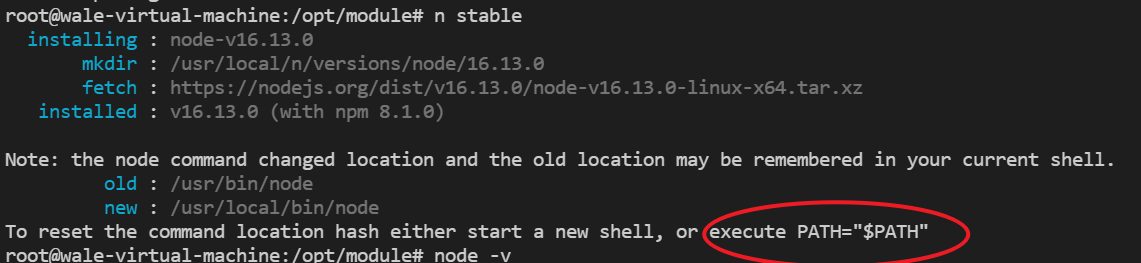 root@wale-virtual-machine:/opt/module# n stable
installing : node-v16.13.0
mkdir : /usr/local/n/versions/node/16.13.0
fetch : https://nodejs.org/dist/v16.13.0/node-v16.13.0-linux-x64.tar.xz
installed : v16.13.0 (with npm 8.1.0)
Note: the node command changed location and the old location may be remembered in your current shell.
old : /usr/bin/node
new : /usr/local/bin/node
To reset the command location hash either start a new shell, or execute PATH="$PATH"
root@wale-virtual-machine:/opt/module# node -v